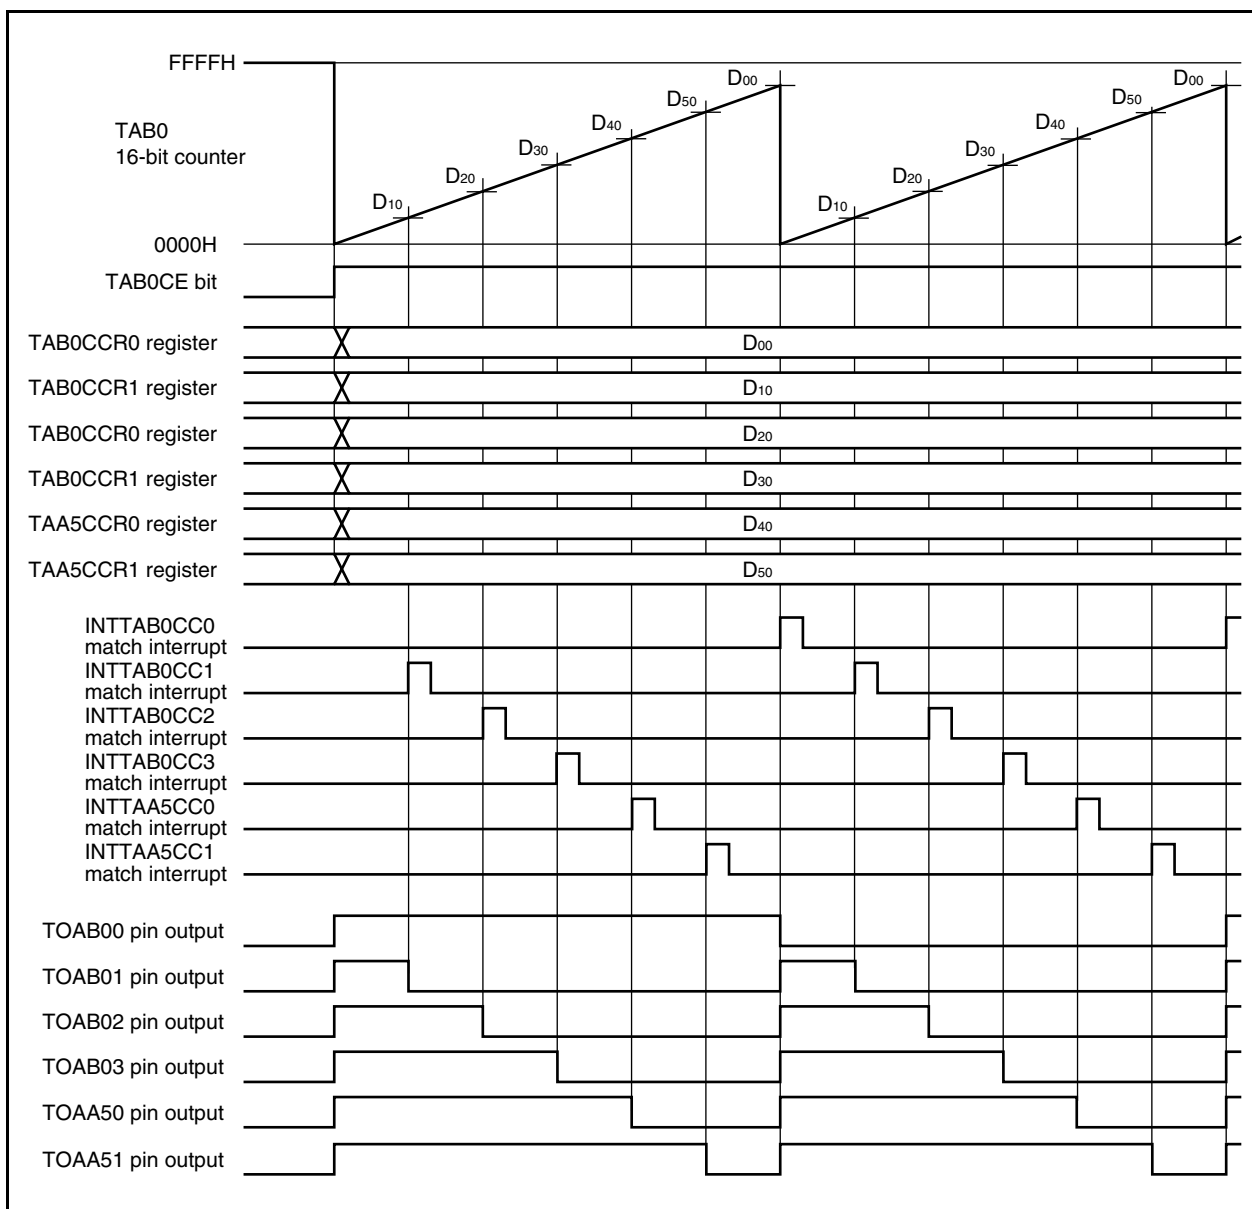 FFFFH
TAB0
16-bit counter
D10
D20
D30
D40
D50
D00
D10
D20
D30
D40
D50
D00
0000H
TAB0CE bit
TAB0CCR0 register
D00
TAB0CCR1 register
D10
TAB0CCR0 register
D20
TAB0CCR1 register
D30
TAA5CCR0 register
D40
TAA5CCR1 register
D50
INTTAB0CC0
match interrupt
INTTAB0CC1
match interrupt
INTTAB0CC2
match interrupt
INTTAB0CC3
match interrupt
INTTAA5CC0
match interrupt
INTTAA5CC1
match interrupt
TOAB00 pin output
TOAB01 pin output
TOAB02 pin output
TOAB03 pin output
TOAA50 pin output
TOAA51 pin output